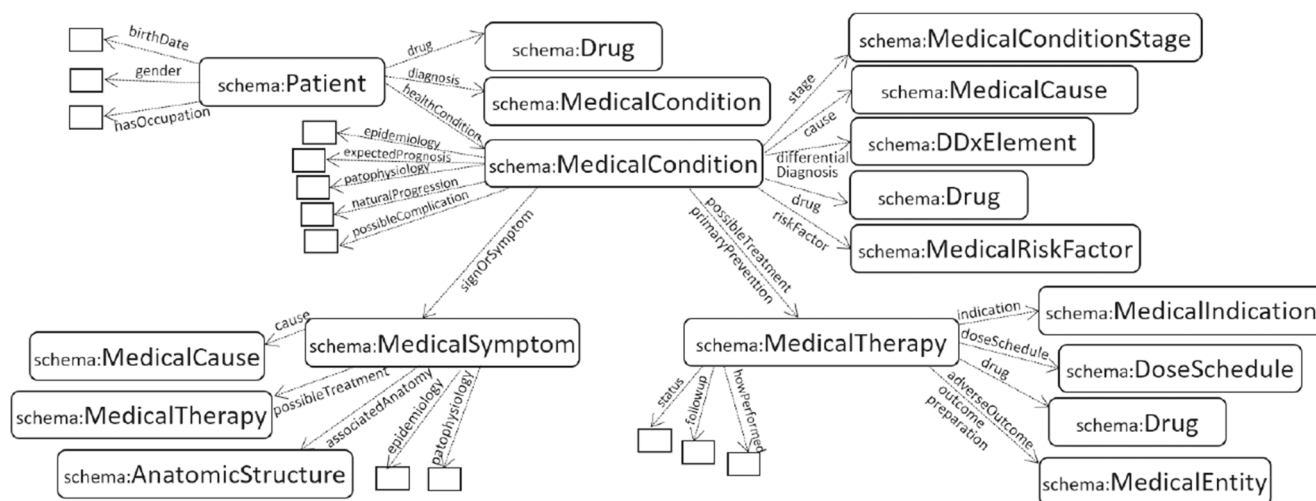 birthDate
gender
hasOccupation
schema:Patient
drug
diagnosis
healthCondition
schema:Drug
schema:MedicalCondition
epidemiology
expectedPrognosis
patophysiology
naturalProgression
possibleComplication
schema:MedicalCondition
stage
cause
differential
Diagnosis
drug
riskFactor
schema:MedicalConditionStage
schema:MedicalCause
schema:DDxElement
schema:Drug
schema:MedicalRiskFactor
signOrSymptom
possibleTreatment
primaryPrevention
cause
schema:MedicalSymptom
schema:MedicalCause
possibleTreatment
schema:MedicalTherapy
associatedAnatomy
epidemiology
patophysiology
schema:AnatomicStructure
schema:MedicalTherapy
status
followup
howPerformed
indication
doseSchedule
drug
adverseOutcome
outcome
preparation
schema:MedicalIndication
schema:DoseSchedule
schema:Drug
schema:MedicalEntity